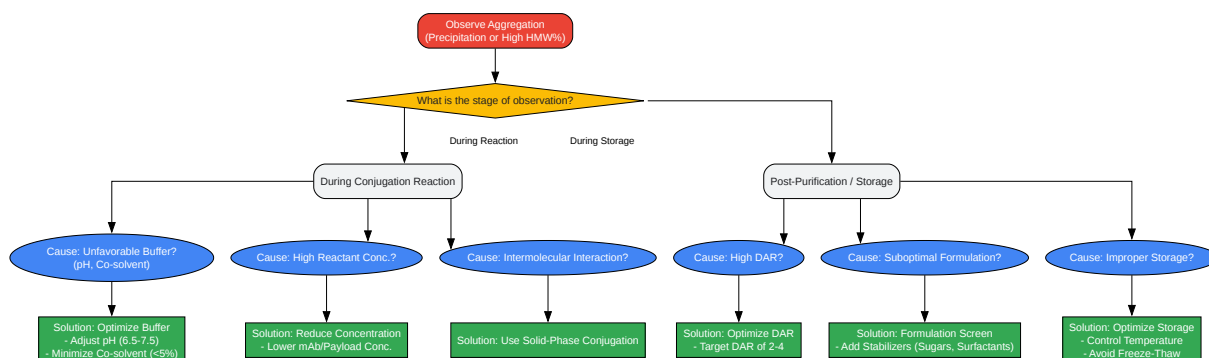 Observe Aggregation
(Precipitation or High HMW%)
What is the stage of observation?
During Reaction
During Storage
During Conjugation Reaction
Post-Purification / Storage
Cause: Unfavorable Buffer?
(pH, Co-solvent)
Cause: High Reactant Conc.?
Cause: Intermolecular Interaction?
Cause: High DAR?
Cause: Suboptimal Formulation?
Cause: Improper Storage?
Solution: Optimize Buffer
- Adjust pH (6.5-7.5)
- Minimize Co-solvent (<5%)
Solution: Reduce Concentration
- Lower mAb/Payload Conc.
Solution: Use Solid-Phase Conjugation
Solution: Optimize DAR
- Target DAR of 2-4
Solution: Formulation Screen
- Add Stabilizers (Sugars, Surfactants)
Solution: Optimize Storage
- Control Temperature
- Avoid Freeze-Thaw